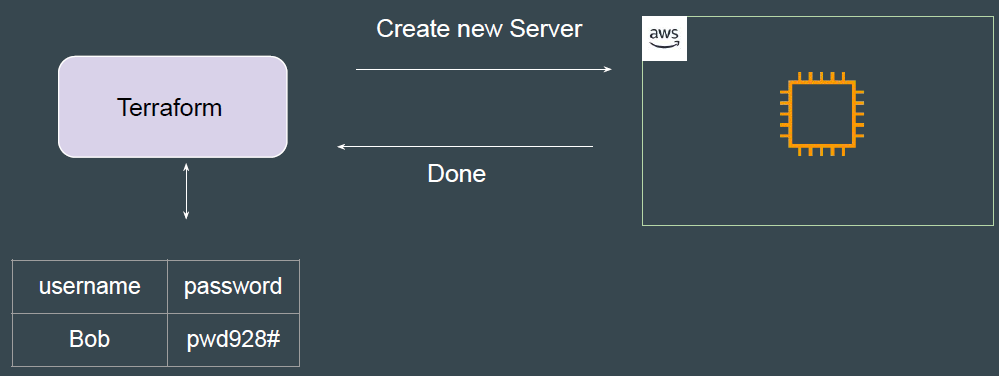 Create new Server
aws
Terraform
Done
username password
Bob pwd928#